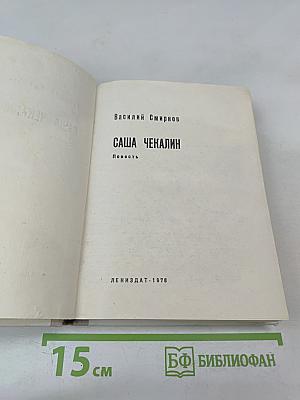 Василий Смирнов
САША ЧЕКАЛИН
Повесть
ЛЕНИЗДАТ-1976
15 см
БФ БИБЛИОФАН